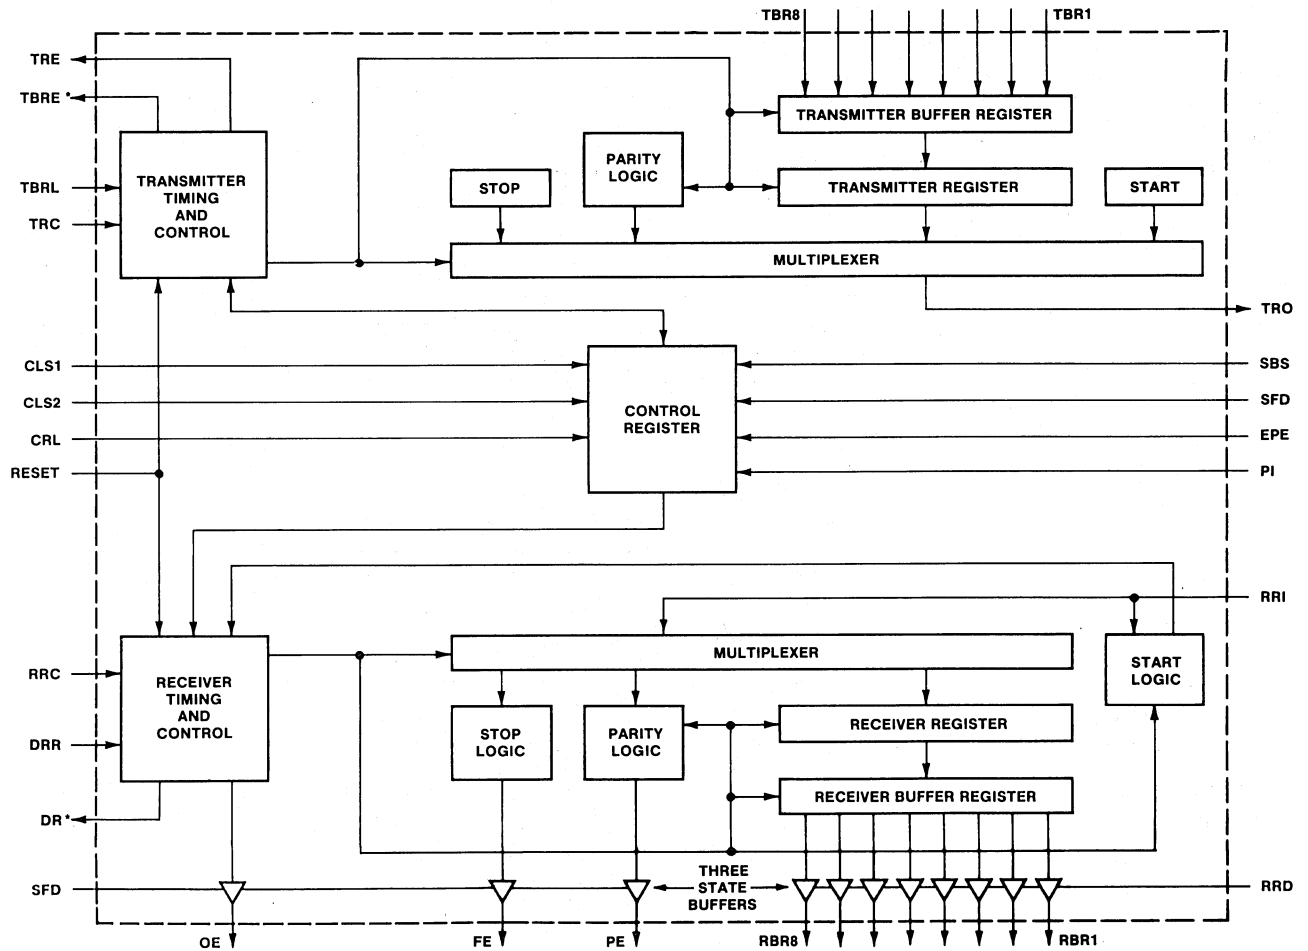 TBR8
TBR1
TRE
TBRE *
TRANSMITTER BUFFER REGISTER
PARITY
LOGIC
TRANSMITTER
TIMING
AND
CONTROL
STOP
TRANSMITTER REGISTER
START
TBRL
TRC
MULTIPLEXER
TRO
CLS1
SBS
CLS2
CONTROL
REGISTER
SFD
CRL
EPE
RESET
PI
RRI
MULTIPLEXER
START
LOGIC
RRC
RECEIVER
TIMING
AND
CONTROL
STOP
LOGIC
PARITY
LOGIC
RECEIVER REGISTER
DRR
RECEIVER BUFFER REGISTER
DR *
SFD
THREE
STATE
BUFFERS
RRD
OE
FE
PE
RBR8
RBR1